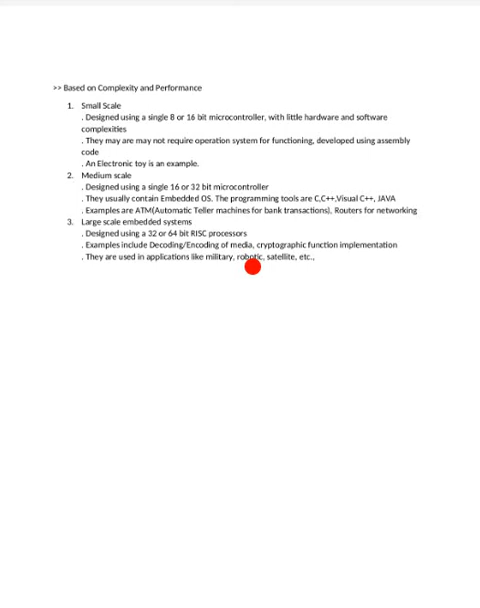 >> Based on Complexity and Performance
1. Small Scale
. Designed using a single 8 or 16 bit microcontroller, with little hardware and software
complexities
. They may are may not require operation system for functioning, developed using assembly
code
. An Electronic toy is an example.
2. Medium scale
. Designed using a single 16 or 32 bit microcontroller
. They usually contain Embedded OS. The programming tools are C,C++,Visual C++, JAVA
. Examples are ATM(Automatic Teller machines for bank transactions), Routers for networking
3. Large scale embedded systems
. Designed using a 32 or 64 bit RISC processors
. Examples include Decoding/Encoding of media, cryptographic function implementation
. They are used in applications like military, robotic, satellite, etc.,